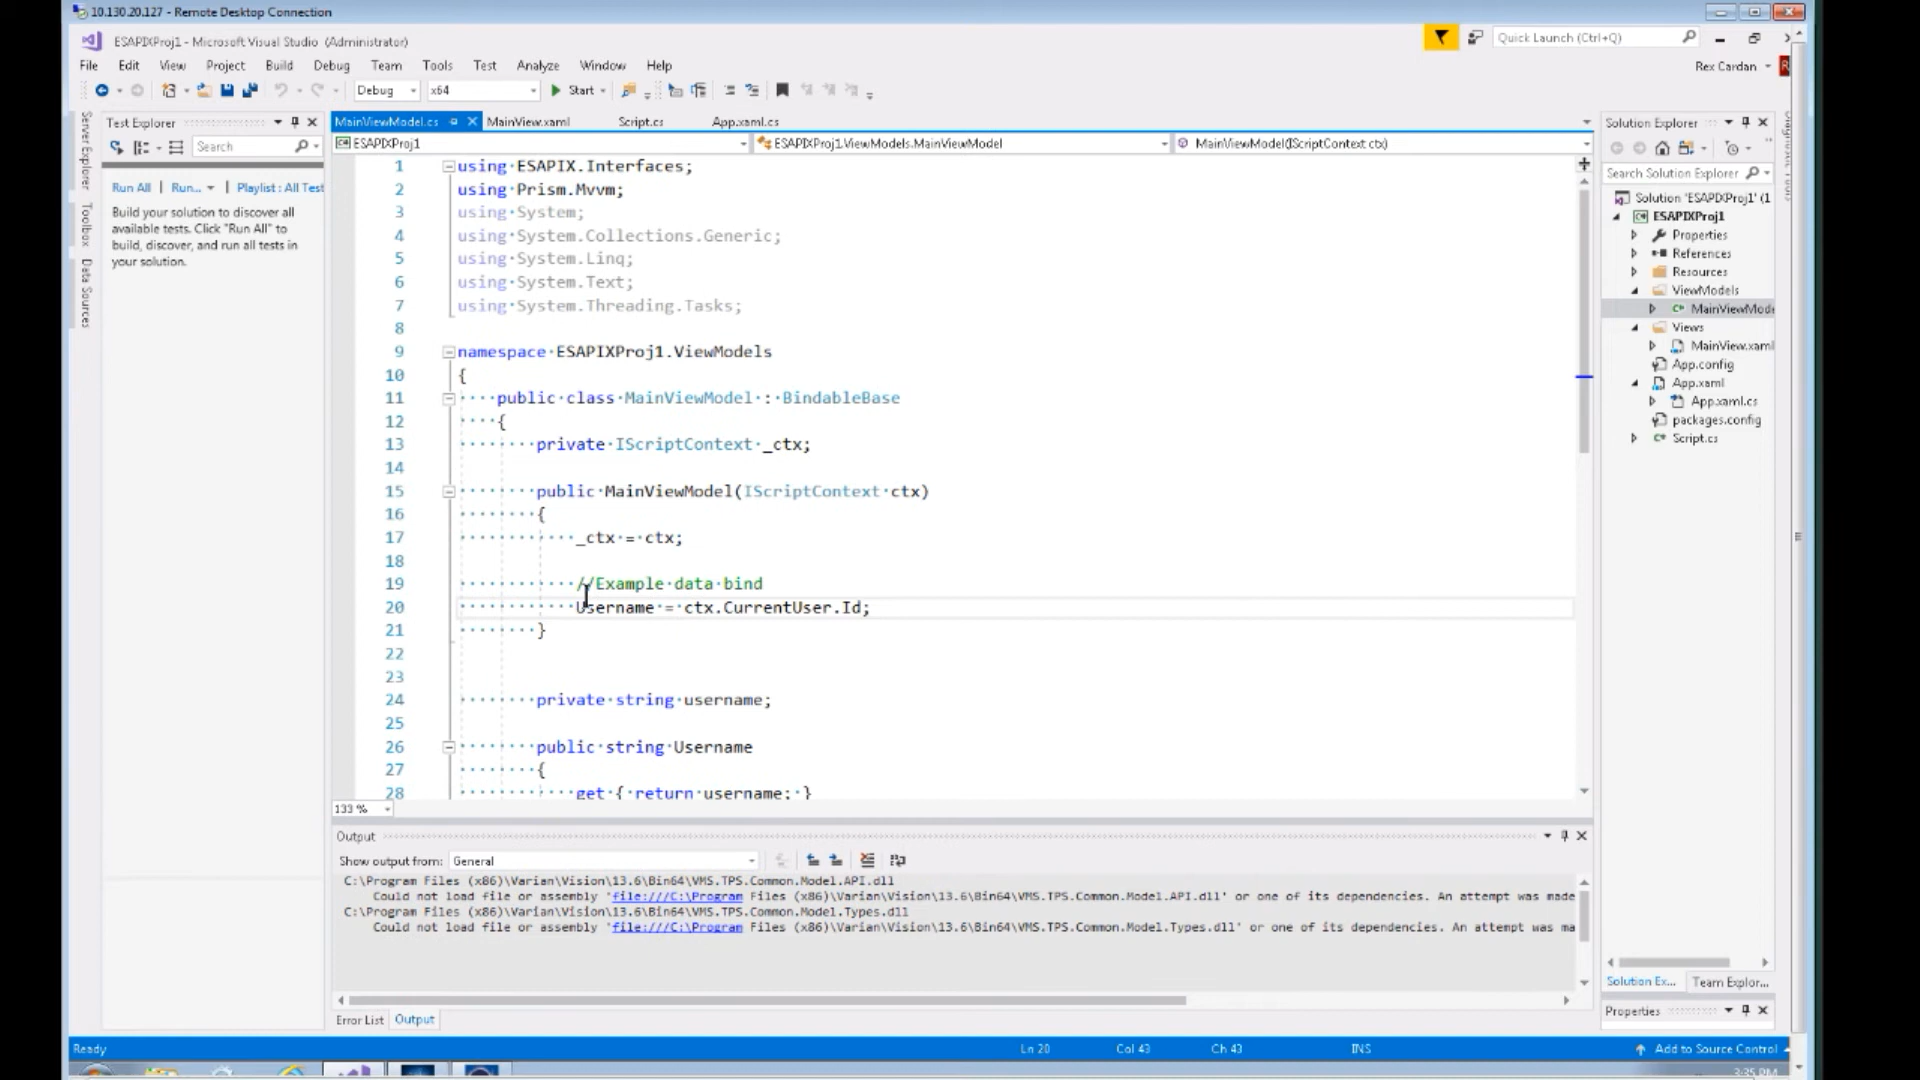 10.130.20.127 - Remote Desktop Connection
ESAPIXProj1 - Microsoft Visual Studio (Administrator)
Quick Launch (Ctrl+Q)
File Edit View Project Build Debug Team Tools Test Analyze Window Help
Rex Cardan
Debug x64 Start
Server Explorer
Toolbox
Data Sources
Test Explorer
Search
Run All | Run... | Playlist : All Test
Build your solution to discover all
available tests. Click "Run All" to
build, discover, and run all tests in
your solution.
MainViewModel.cs MainView.xaml Script.cs App.xaml.cs
ESAPIXProj1 ESAPIXProj1.ViewModels.MainViewModel MainViewModel(IScriptContext ctx)
1 using ESAPIX.Interfaces;
2 using Prism.Mvvm;
3 using System;
4 using System.Collections.Generic;
5 using System.Linq;
6 using System.Text;
7 using System.Threading.Tasks;
8
9 namespace ESAPIXProj1.ViewModels
10 {
11 public class MainViewModel : BindableBase
12 {
13 private IScriptContext _ctx;
14
15 public MainViewModel(IScriptContext ctx)
16 {
17 _ctx = ctx;
18
19 //Example data bind
20 Username = ctx.CurrentUser.Id;
21 }
22
23
24 private string username;
25
26 public string Username
27 {
28 get { return username; }
133 %
Output
Show output from: General
C:\Program Files (x86)\Varian\Vision\13.6\Bin64\VMS.TPS.Common.Model.API.dll
Could not load file or assembly 'file:///C:\Program Files (x86)\Varian\Vision\13.6\Bin64\VMS.TPS.Common.Model.API.dll' or one of its dependencies. An attempt was made
C:\Program Files (x86)\Varian\Vision\13.6\Bin64\VMS.TPS.Common.Model.Types.dll
Could not load file or assembly 'file:///C:\Program Files (x86)\Varian\Vision\13.6\Bin64\VMS.TPS.Common.Model.Types.dll' or one of its dependencies. An attempt was ma
Error List Output
Solution Explorer
Search Solution Explorer
Solution 'ESAPIXProj1' (1
ESAPIXProj1
Properties
References
Resources
ViewModels
MainViewMode
Views
MainView.xaml
App.config
App.xaml
App.xaml.cs
packages.config
Script.cs
Solution Ex... Team Explor...
Properties
Ready Ln 20 Col 43 Ch 43 INS Add to Source Control
3:35 PM